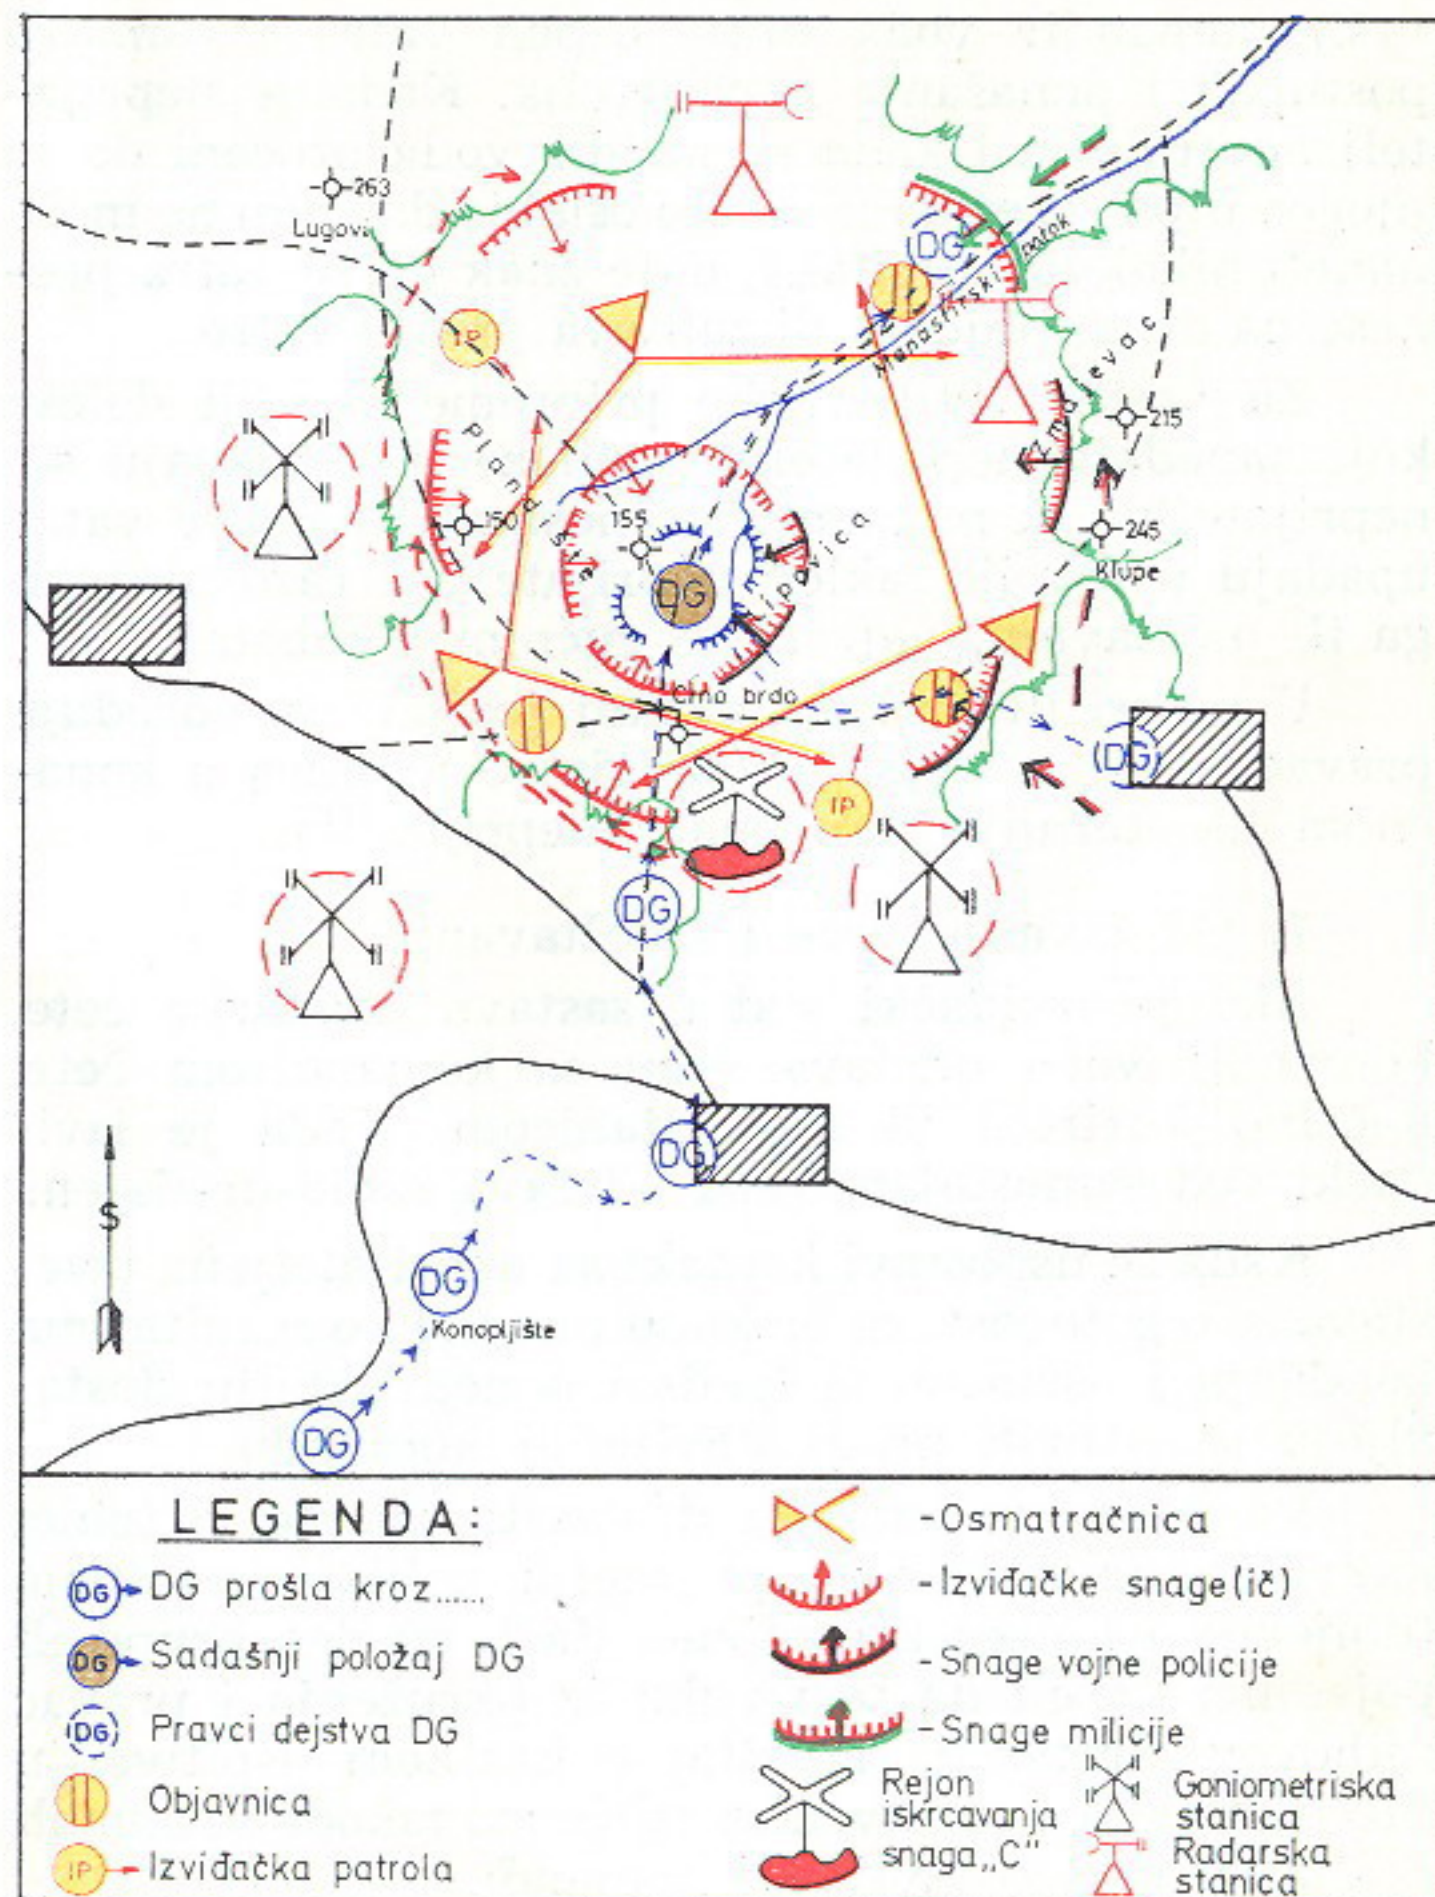 263
Lugovi
DG
Manastirski potok
IP
Zmajevac
215
Plandište
150
155
245
Klupe
Lipovica
DG
Crno brdo
(DG)
IP
DG
DG
S
DG
Konopljište
DG
LEGENDA:
DG DG prošla kroz......
DG Sadašnji položaj DG
DG Pravci dejstva DG
Objavnica
IP Izviđačka patrola
-Osmatračnica
-Izviđačke snage(ič)
-Snage vojne policije
-Snage milicije
Rejon
iskrcavanja
snaga„C“
Goniometriska
stanica
Radarska
stanica